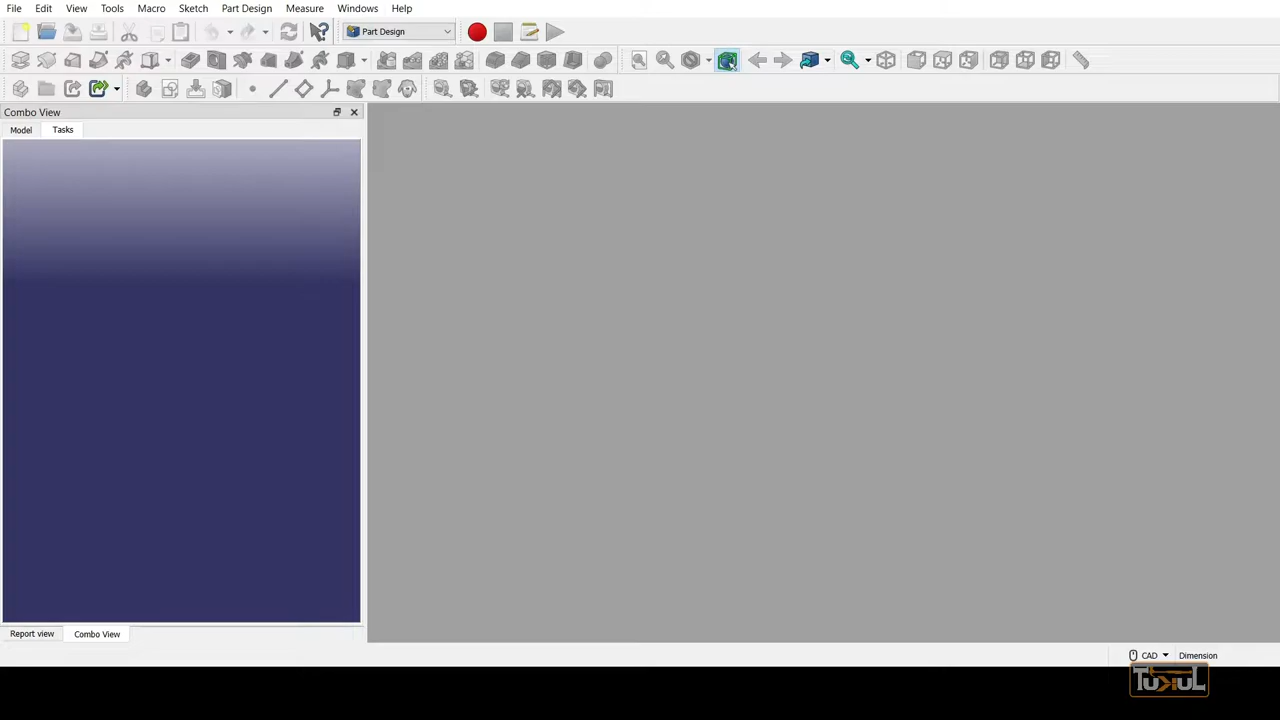 File Edit View Tools Macro Sketch Part Design Measure Windows Help
Part Design
Combo View
Model Tasks
Report view Combo View
CAD Dimension
TUKUL